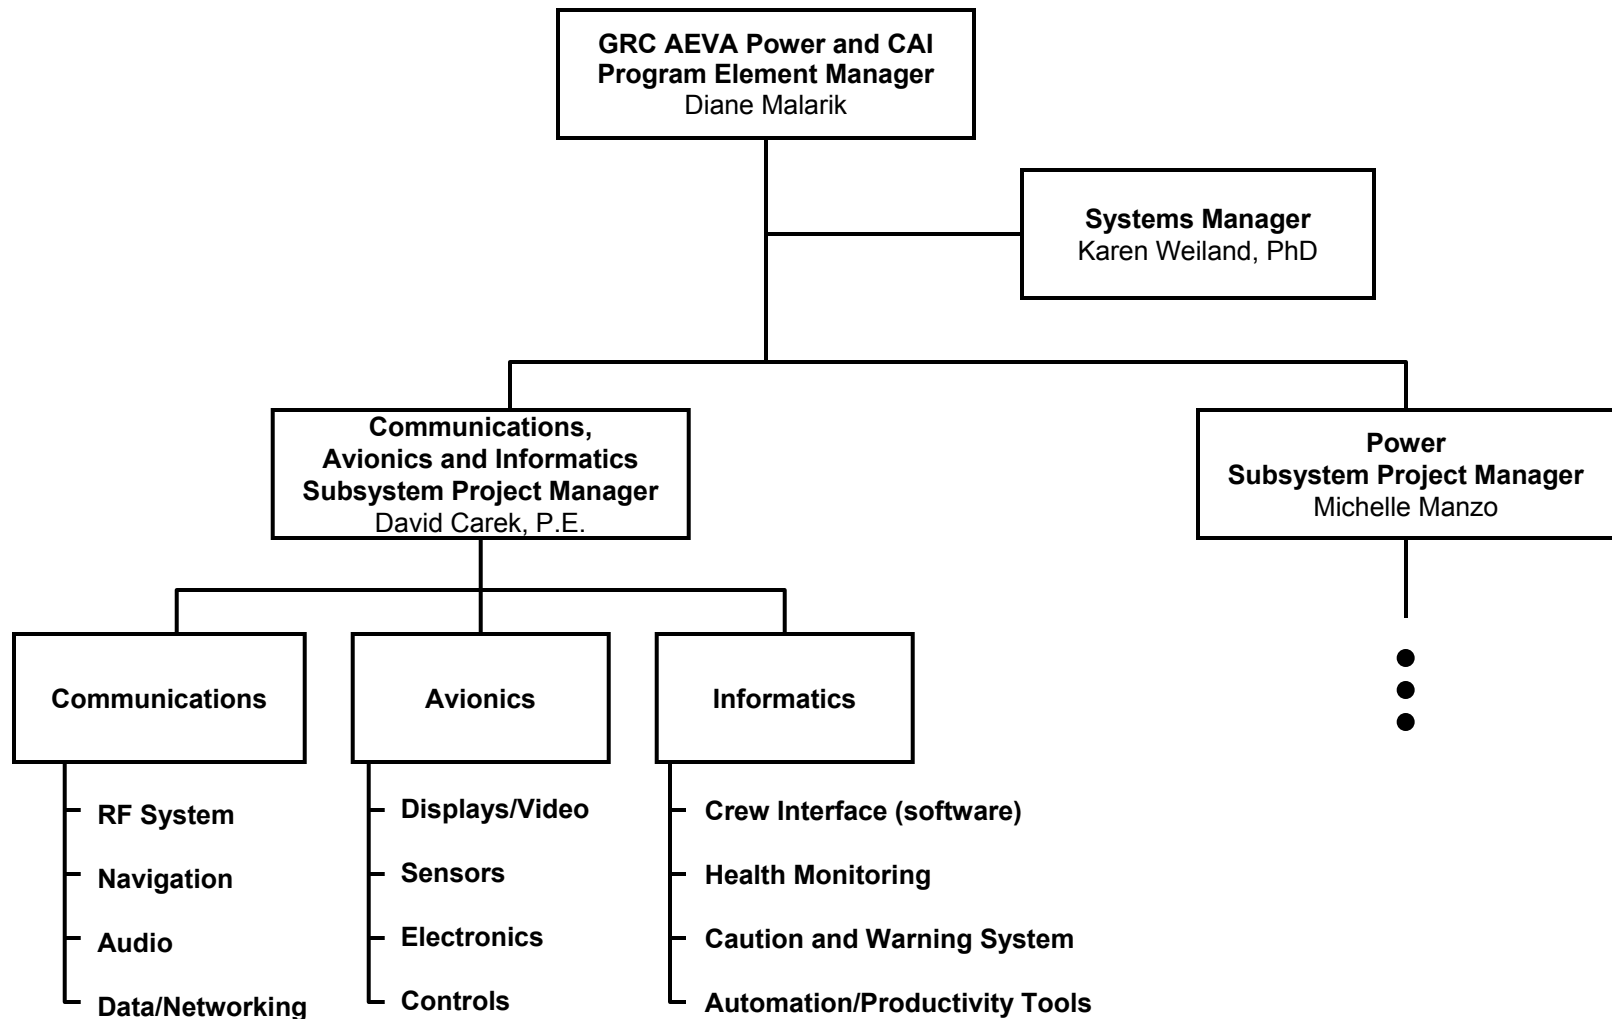 GRC AEVA Power and CAI
Program Element Manager
Diane Malarik
Systems Manager
Karen Weiland, PhD
Communications,
Avionics and Informatics
Subsystem Project Manager
David Carek, P.E.
Power
Subsystem Project Manager
Michelle Manzo
Communications
Avionics
Informatics
RF System
Navigation
Audio
Data/Networking
Displays/Video
Sensors
Electronics
Controls
Crew Interface (software)
Health Monitoring
Caution and Warning System
Automation/Productivity Tools